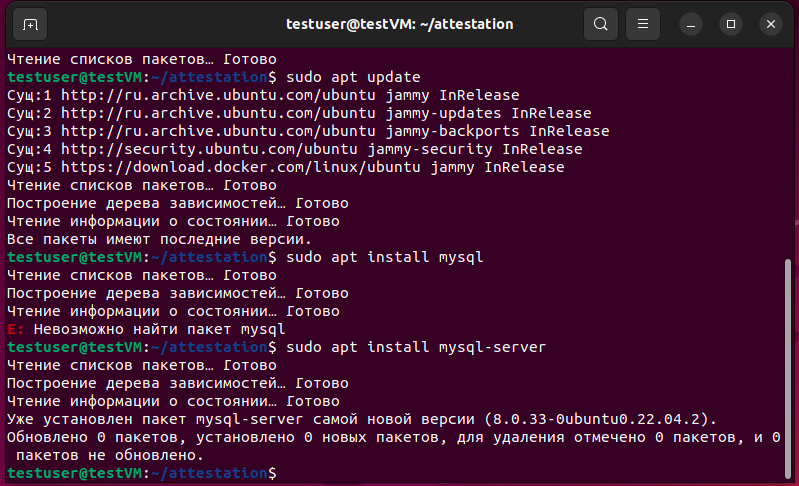 testuser@testVM: ~/attestation
Чтение списков пакетов… Готово
testuser@testVM:~/attestation$ sudo apt update
Сущ:1 http://ru.archive.ubuntu.com/ubuntu jammy InRelease
Сущ:2 http://ru.archive.ubuntu.com/ubuntu jammy-updates InRelease
Сущ:3 http://ru.archive.ubuntu.com/ubuntu jammy-backports InRelease
Сущ:4 http://security.ubuntu.com/ubuntu jammy-security InRelease
Сущ:5 https://download.docker.com/linux/ubuntu jammy InRelease
Чтение списков пакетов… Готово
Построение дерева зависимостей… Готово
Чтение информации о состоянии… Готово
Все пакеты имеют последние версии.
testuser@testVM:~/attestation$ sudo apt install mysql
Чтение списков пакетов… Готово
Построение дерева зависимостей… Готово
Чтение информации о состоянии… Готово
E: Невозможно найти пакет mysql
testuser@testVM:~/attestation$ sudo apt install mysql-server
Чтение списков пакетов… Готово
Построение дерева зависимостей… Готово
Чтение информации о состоянии… Готово
Уже установлен пакет mysql-server самой новой версии (8.0.33-0ubuntu0.22.04.2).
Обновлено 0 пакетов, установлено 0 новых пакетов, для удаления отмечено 0 пакетов, и 0
пакетов не обновлено.
testuser@testVM:~/attestation$